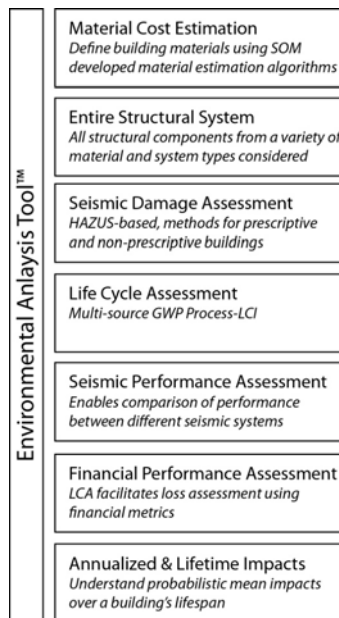 Environmental Anlaysis Tool™
Material Cost Estimation
Define building materials using SOM
developed material estimation algorithms
Entire Structural System
All structural components from a variety of
material and system types considered
Seismic Damage Assessment
HAZUS-based, methods for prescriptive
and non-prescriptive buildings
Life Cycle Assessment
Multi-source GWP Process-LCI
Seismic Performance Assessment
Enables comparison of performance
between different seismic systems
Financial Performance Assessment
LCA facilitates loss assessment using
financial metrics
Annualized & Lifetime Impacts
Understand probabilistic mean impacts
over a building's lifespan